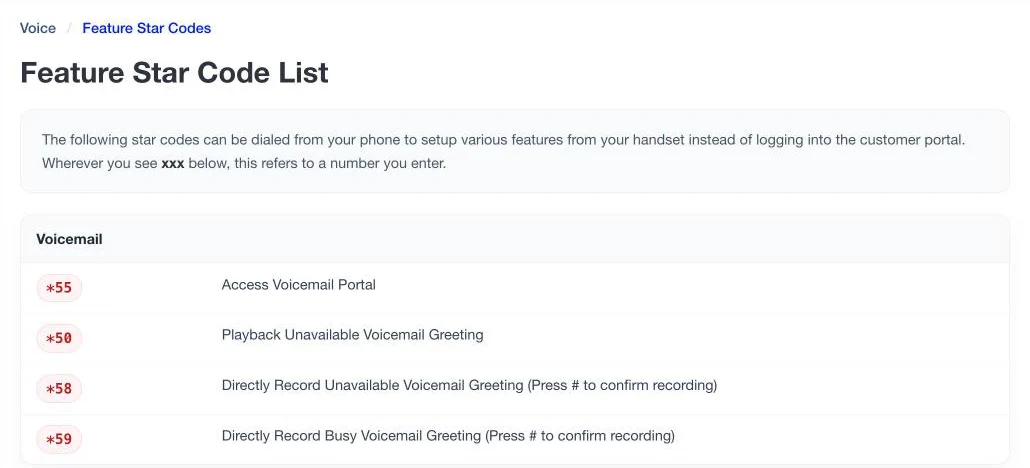 Voice / Feature Star Codes
Feature Star Code List
The following star codes can be dialed from your phone to setup various features from your handset instead of logging into the customer portal.
Wherever you see xxx below, this refers to a number you enter.
Voicemail
*55 Access Voicemail Portal
*50 Playback Unavailable Voicemail Greeting
*58 Directly Record Unavailable Voicemail Greeting (Press # to confirm recording)
*59 Directly Record Busy Voicemail Greeting (Press # to confirm recording)